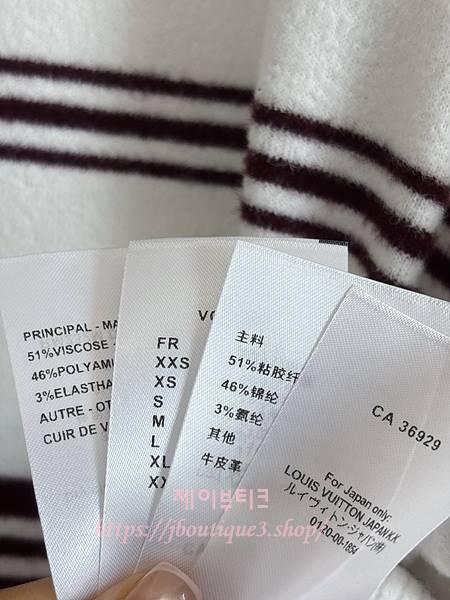 PRINCIPAL - MA
51%VISCOSE -
46%POLYAMI
3%ELASTHA
AUTRE - OT
CUIR DE V
VO
FR
XXS
XS
S
M
L
XL
XX
主料
51%粘胶纤
46%锦纶
3%氨纶
其他
牛皮革
CA 36929
For Japan only:
LOUIS VUITTON JAPAN K.K.
ルイ・ヴィトン・ジャパン(株)
0120-00-1854
제이부티크
https://jboutique3.shop/